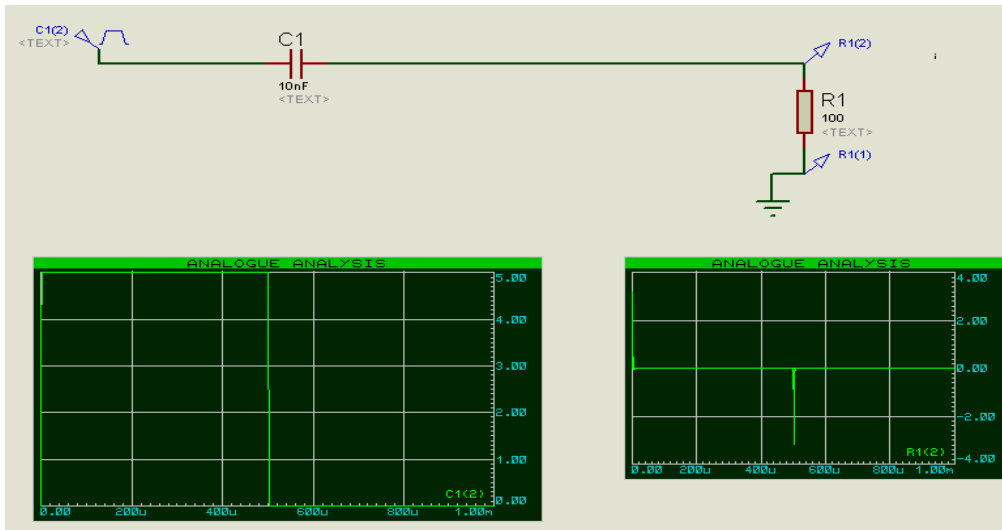 C1(2)
<TEXT>
C1
10nF
<TEXT>
R1(2)
R1
100
<TEXT>
R1(1)
ANALOGUE ANALYSIS
5.00
4.00
3.00
2.00
1.00
0.00
C1(2)
0.00 200u 400u 600u 800u 1.00m
ANALOGUE ANALYSIS
4.00
2.00
0.00
-2.00
-4.00
R1(2)
0.00 200u 400u 600u 800u 1.00m